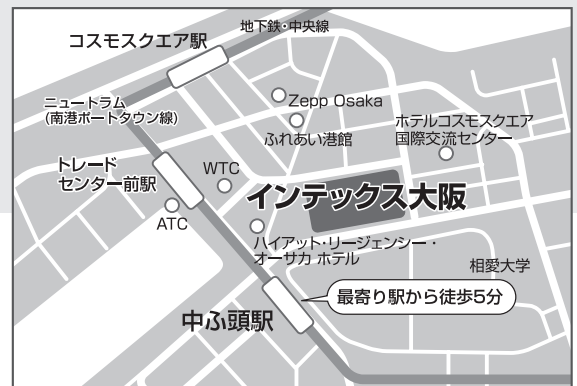 地下鉄・中央線
コスモスクエア駅
Zepp Osaka
ニュートラム
(南港ポートタウン線)
ホテルコスモスクエア
国際交流センター
ふれあい港館
トレード
センター前駅
WTC
インテックス大阪
ATC
ハイアット・リージェンシー・
オーサカ ホテル
相愛大学
最寄り駅から徒歩5分
中ふ頭駅